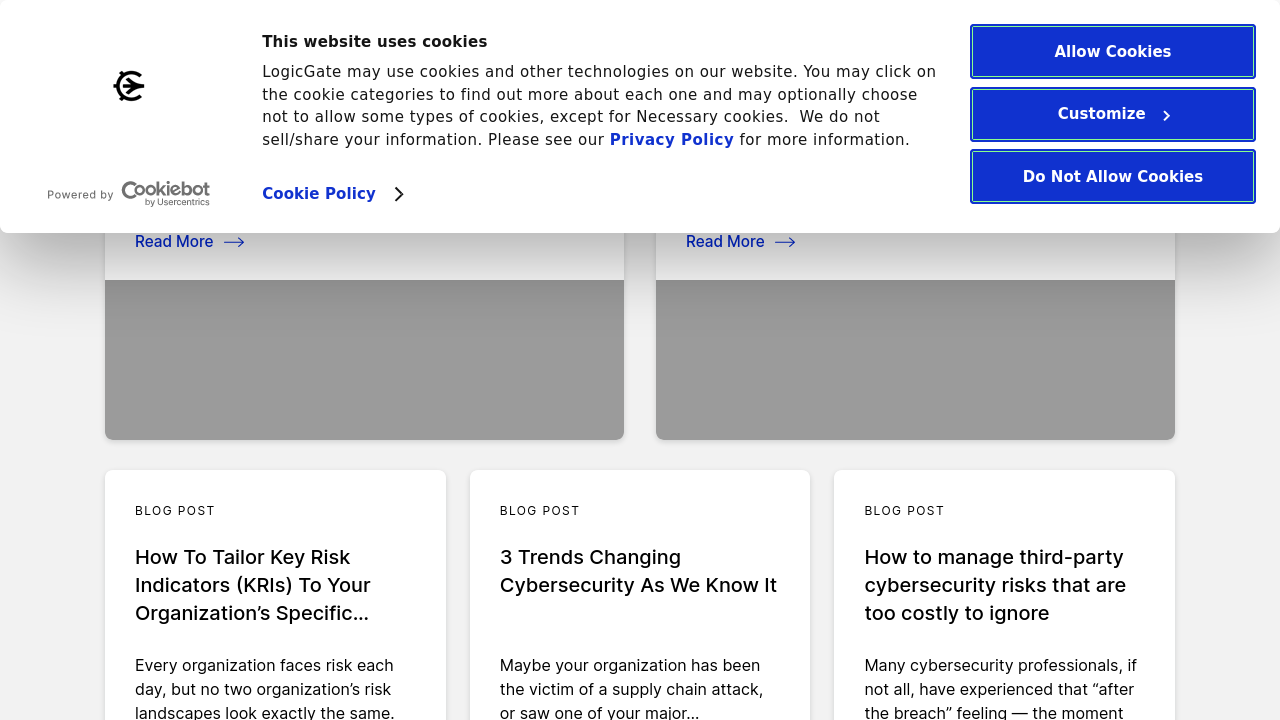 This website uses cookies
LogicGate may use cookies and other technologies on our website. You may click on
the cookie categories to find out more about each one and may optionally choose
not to allow some types of cookies, except for Necessary cookies.  We do not
sell/share your information. Please see our Privacy Policy for more information.
Cookie Policy
Powered by Cookiebot
by Usercentrics
Allow Cookies
Customize
Do Not Allow Cookies
Read More
Read More
BLOG POST
How To Tailor Key Risk
Indicators (KRIs) To Your
Organization’s Specific...
Every organization faces risk each
day, but no two organization’s risk
landscapes look exactly the same.
BLOG POST
3 Trends Changing
Cybersecurity As We Know It
Maybe your organization has been
the victim of a supply chain attack,
or saw one of your major...
BLOG POST
How to manage third-party
cybersecurity risks that are
too costly to ignore
Many cybersecurity professionals, if
not all, have experienced that “after
the breach” feeling — the moment